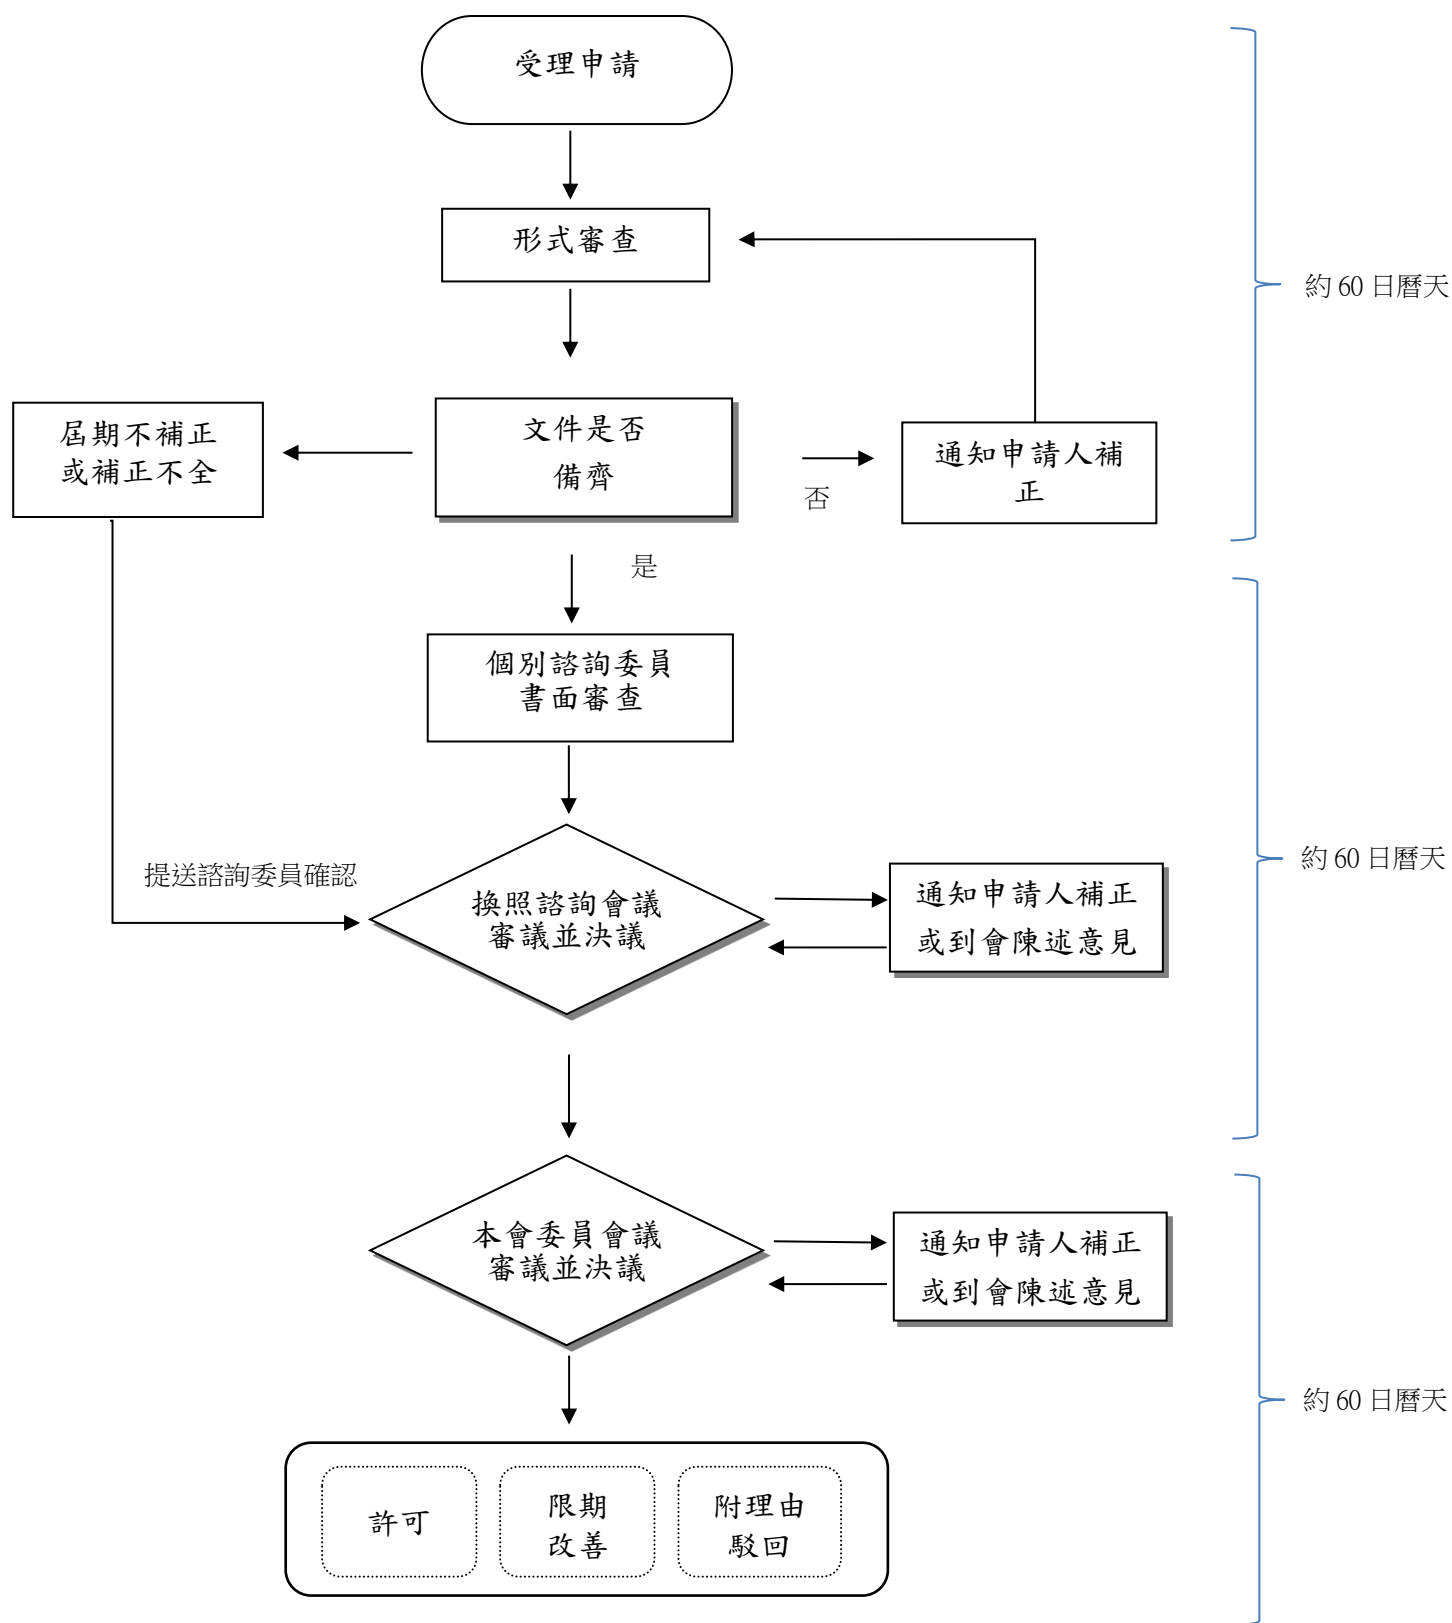 受理申請
形式審查
約 60 日曆天
屆期不補正
或補正不全
文件是否
備齊
否
通知申請人補
正
是
個別諮詢委員
書面審查
提送諮詢委員確認
換照諮詢會議
審議並決議
通知申請人補正
或到會陳述意見
約 60 日曆天
本會委員會議
審議並決議
通知申請人補正
或到會陳述意見
約 60 日曆天
許可
限期
改善
附理由
駁回